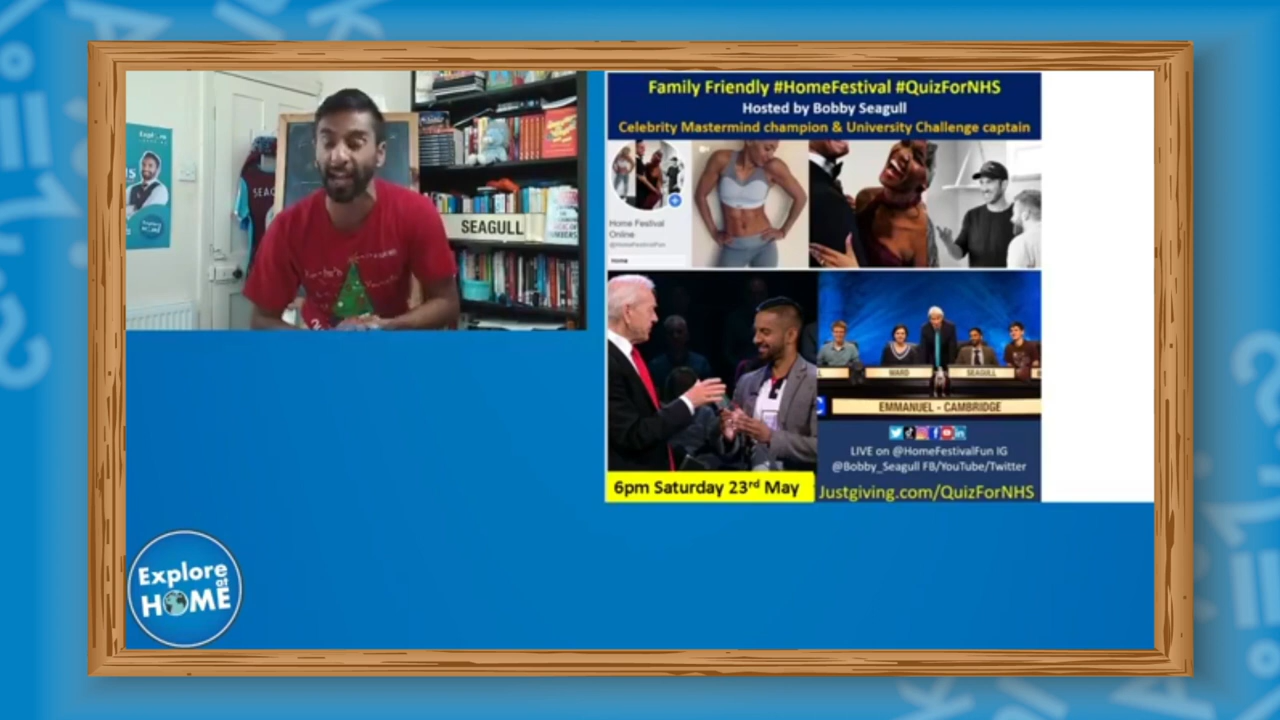 SEAGULL
Family Friendly #HomeFestival #QuizForNHS
Hosted by Bobby Seagull
Celebrity Mastermind champion & University Challenge captain
Home Festival
Online
@HomeFestivalFun
Home
WARD
SEAGULL
EMMANUEL - CAMBRIDGE
LIVE on @HomeFestivalFun IG
@Bobby_Seagull FB/YouTube/Twitter
6pm Saturday 23rd May
Justgiving.com/QuizForNHS
Explore
at
HOME